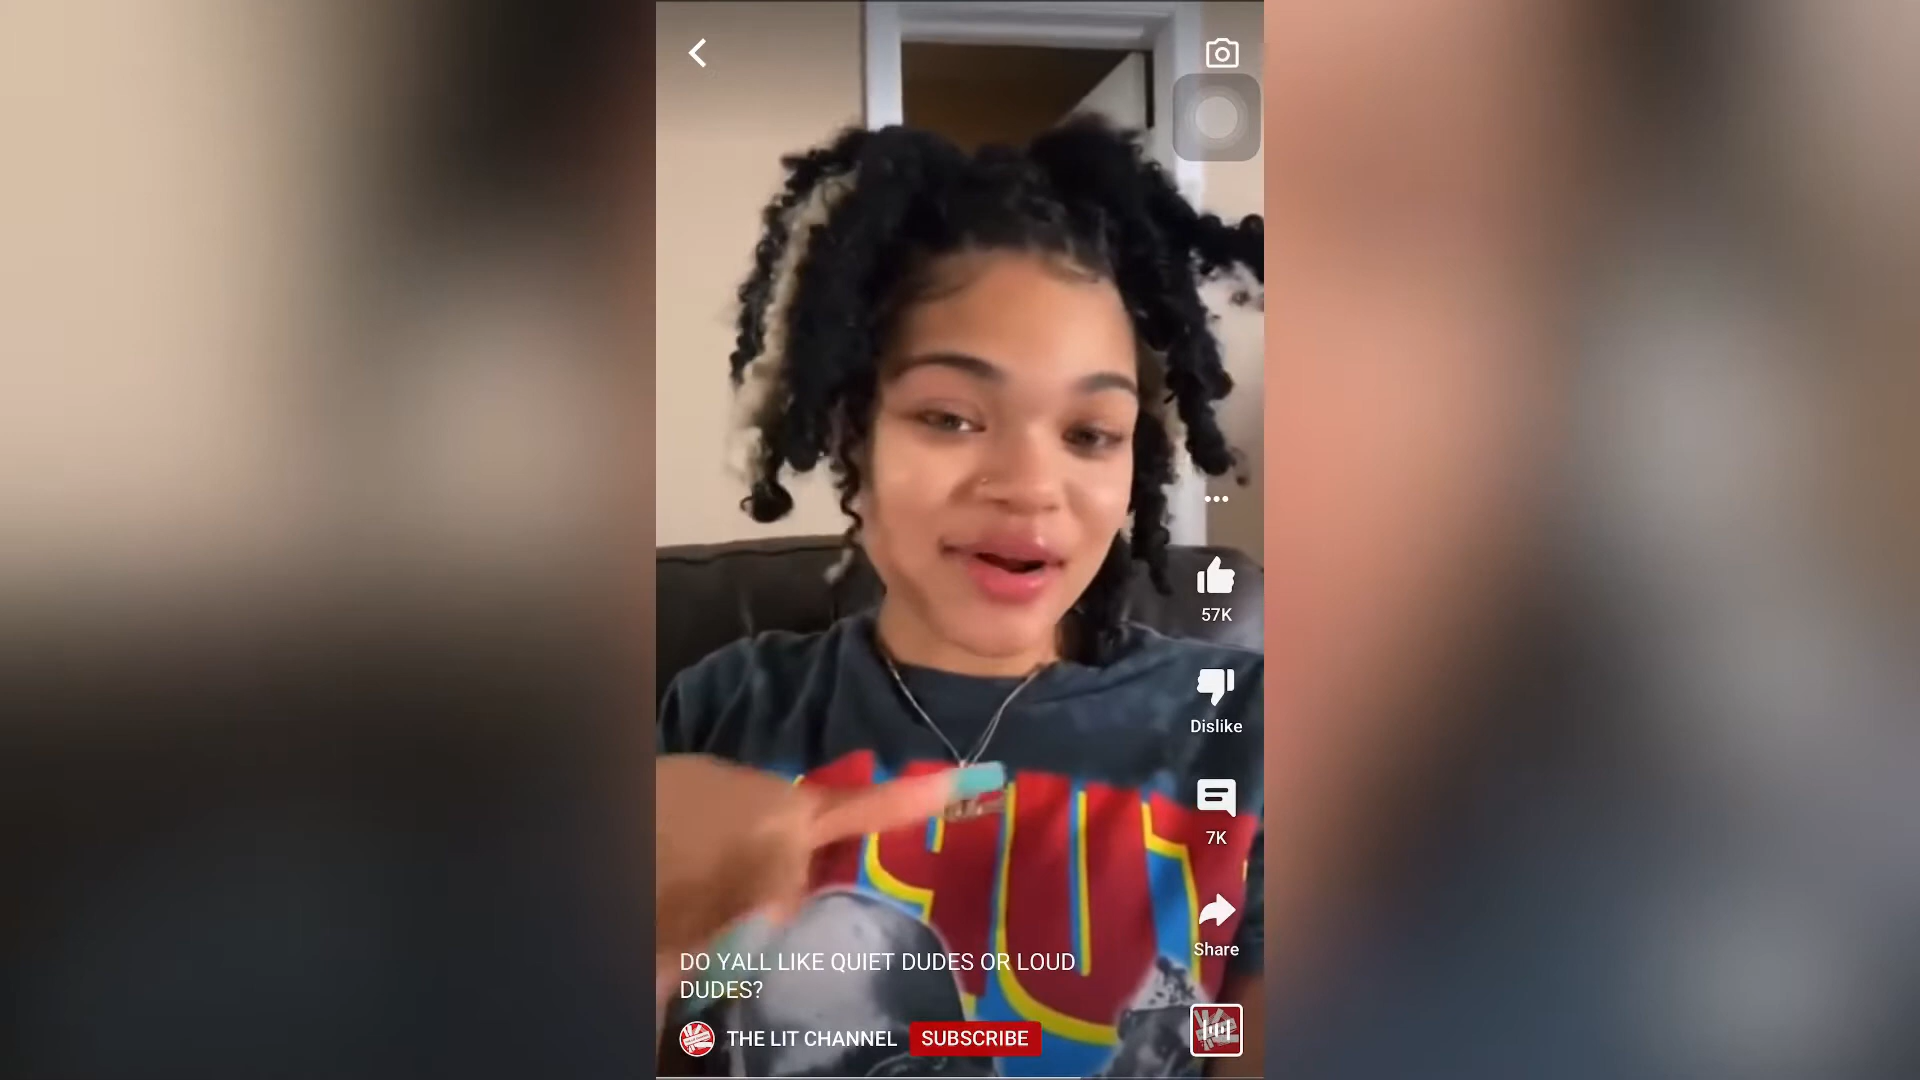 57K
Dislike
7K
Share
DO YALL LIKE QUIET DUDES OR LOUD
DUDES?
THE LIT CHANNEL SUBSCRIBE